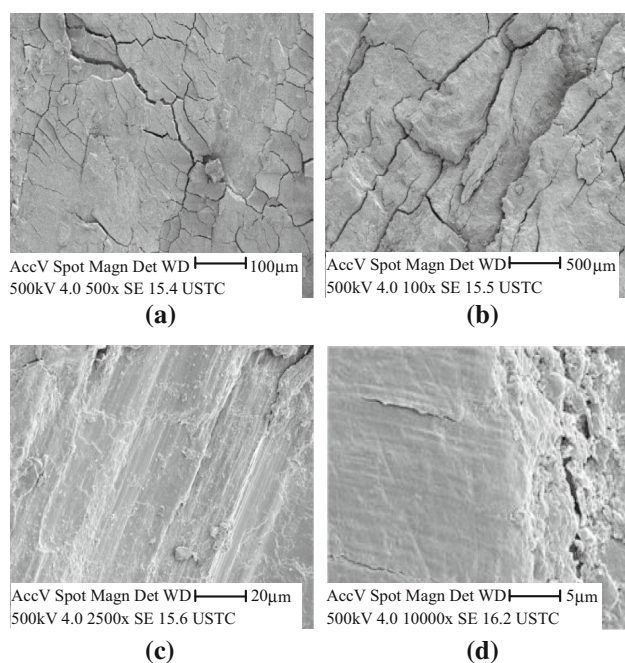 AccV Spot Magn Det WD 100μm
500kV 4.0 500x SE 15.4 USTC
(a)
AccV Spot Magn Det WD 500μm
500kV 4.0 100x SE 15.5 USTC
(b)
AccV Spot Magn Det WD 20μm
500kV 4.0 2500x SE 15.6 USTC
(c)
AccV Spot Magn Det WD 5μm
500kV 4.0 10000x SE 16.2 USTC
(d)